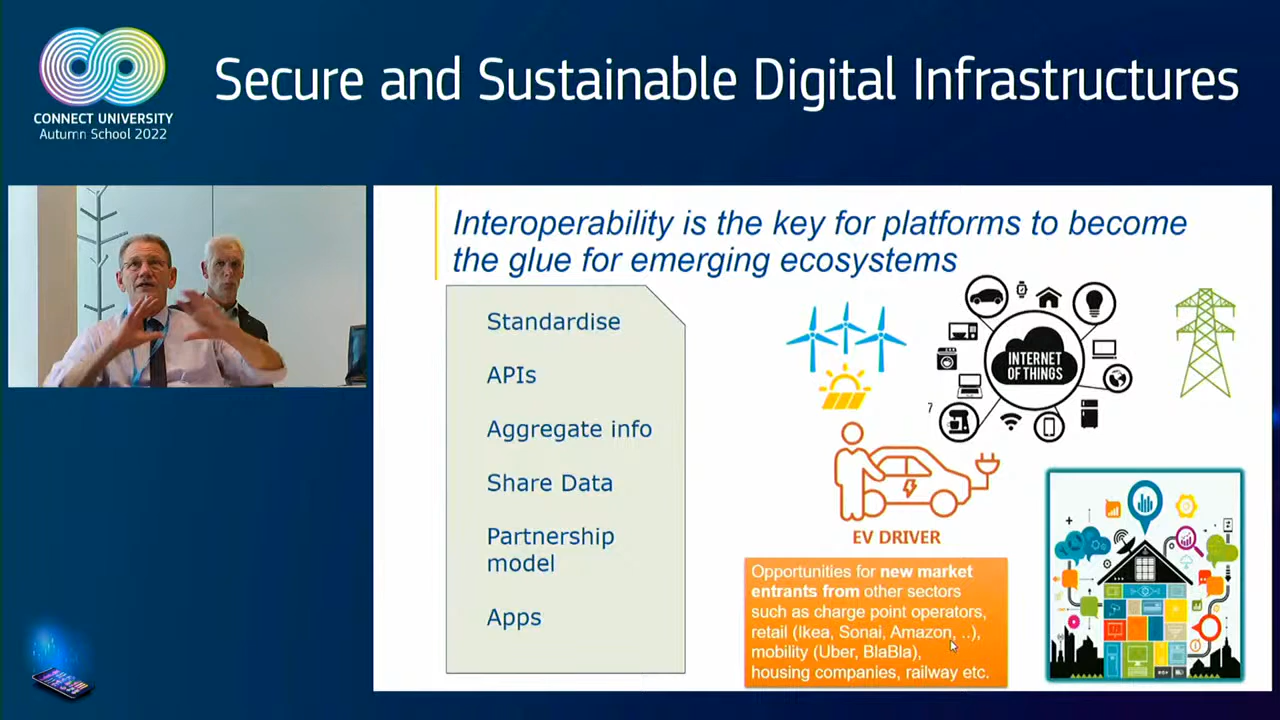 CONNECT UNIVERSITY
Autumn School 2022
Secure and Sustainable Digital Infrastructures
Interoperability is the key for platforms to become
the glue for emerging ecosystems
Standardise
APIs
Aggregate info
Share Data
Partnership
model
Apps
INTERNET
OF THINGS
7
EV DRIVER
Opportunities for new market
entrants from other sectors
such as charge point operators,
retail (Ikea, Sonai, Amazon, ..),
mobility (Uber, BlaBla),
housing companies, railway etc.